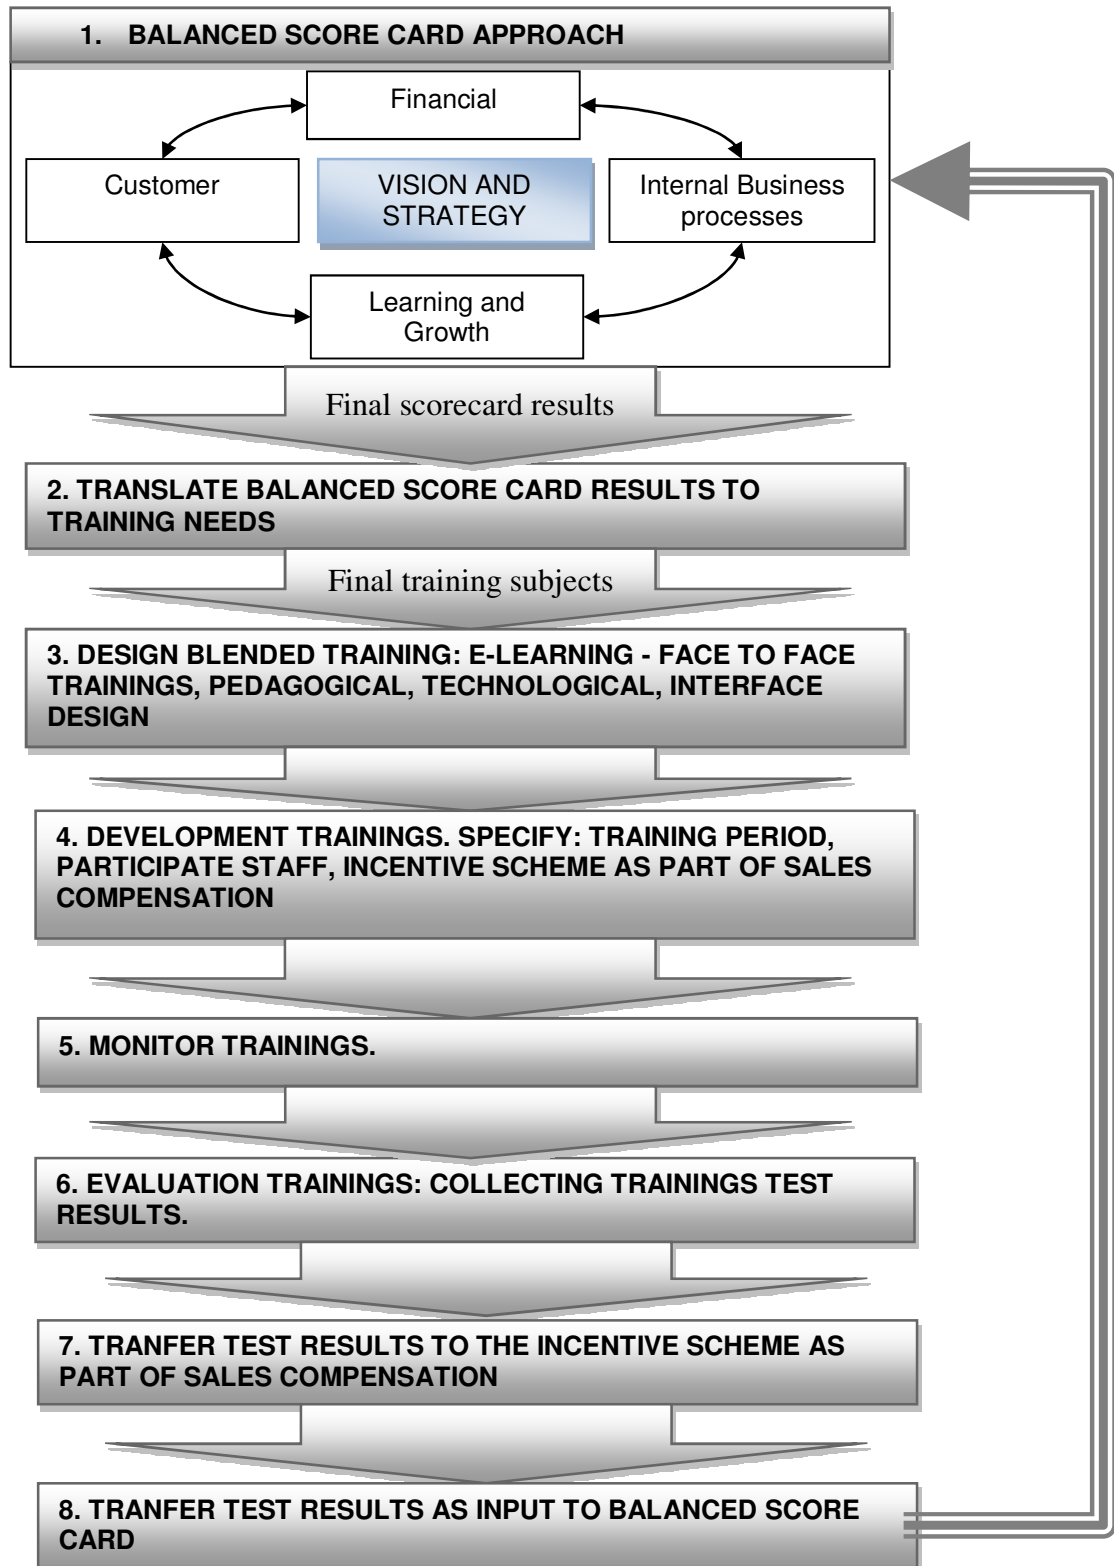 1. BALANCED SCORE CARD APPROACH
Financial
Customer
VISION AND
STRATEGY
Internal Business
processes
Learning and
Growth
Final scorecard results
2. TRANSLATE BALANCED SCORE CARD RESULTS TO
TRAINING NEEDS
Final training subjects
3. DESIGN BLENDED TRAINING: E-LEARNING - FACE TO FACE
TRAININGS, PEDAGOGICAL, TECHNOLOGICAL, INTERFACE
DESIGN
4. DEVELOPMENT TRAININGS. SPECIFY: TRAINING PERIOD,
PARTICIPATE STAFF, INCENTIVE SCHEME AS PART OF SALES
COMPENSATION
5. MONITOR TRAININGS.
6. EVALUATION TRAININGS: COLLECTING TRAININGS TEST
RESULTS.
7. TRANFER TEST RESULTS TO THE INCENTIVE SCHEME AS
PART OF SALES COMPENSATION
8. TRANFER TEST RESULTS AS INPUT TO BALANCED SCORE
CARD